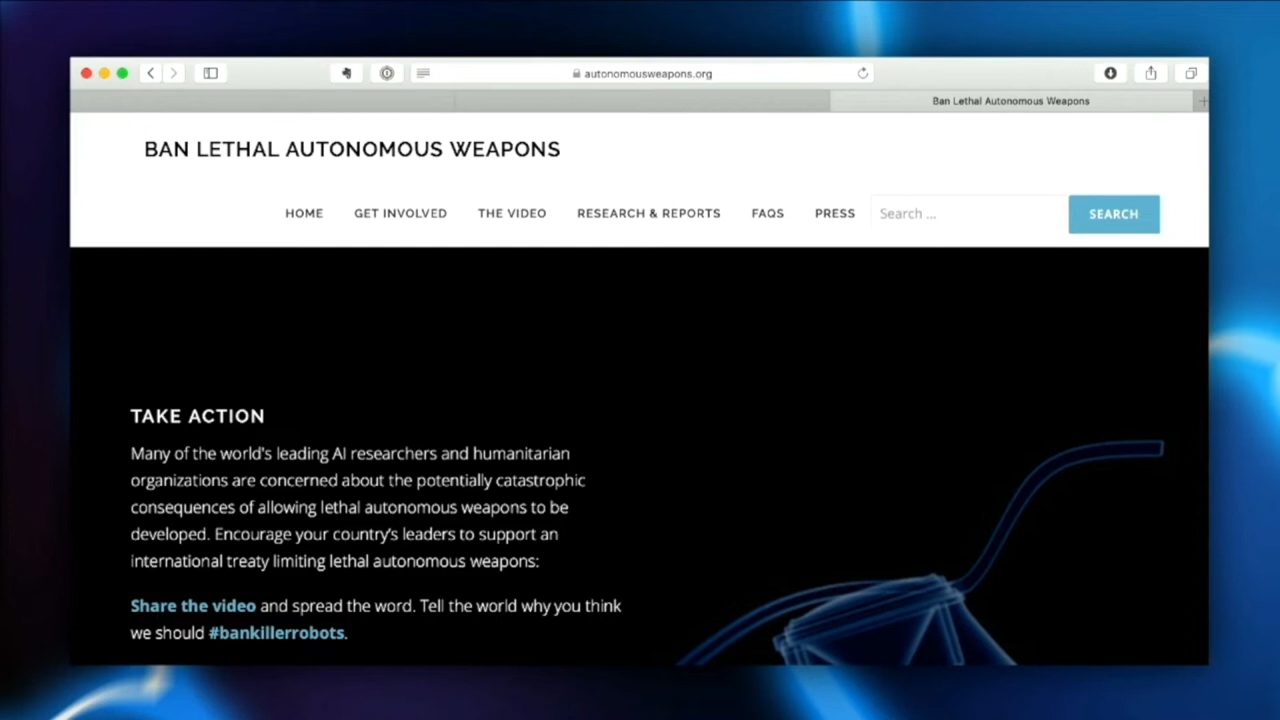 autonomousweapons.org
Ban Lethal Autonomous Weapons
BAN LETHAL AUTONOMOUS WEAPONS
HOME GET INVOLVED THE VIDEO RESEARCH & REPORTS FAQS PRESS Search ... SEARCH
TAKE ACTION
Many of the world's leading AI researchers and humanitarian
organizations are concerned about the potentially catastrophic
consequences of allowing lethal autonomous weapons to be
developed. Encourage your country's leaders to support an
international treaty limiting lethal autonomous weapons:
Share the video and spread the word. Tell the world why you think
we should #bankillerrobots.